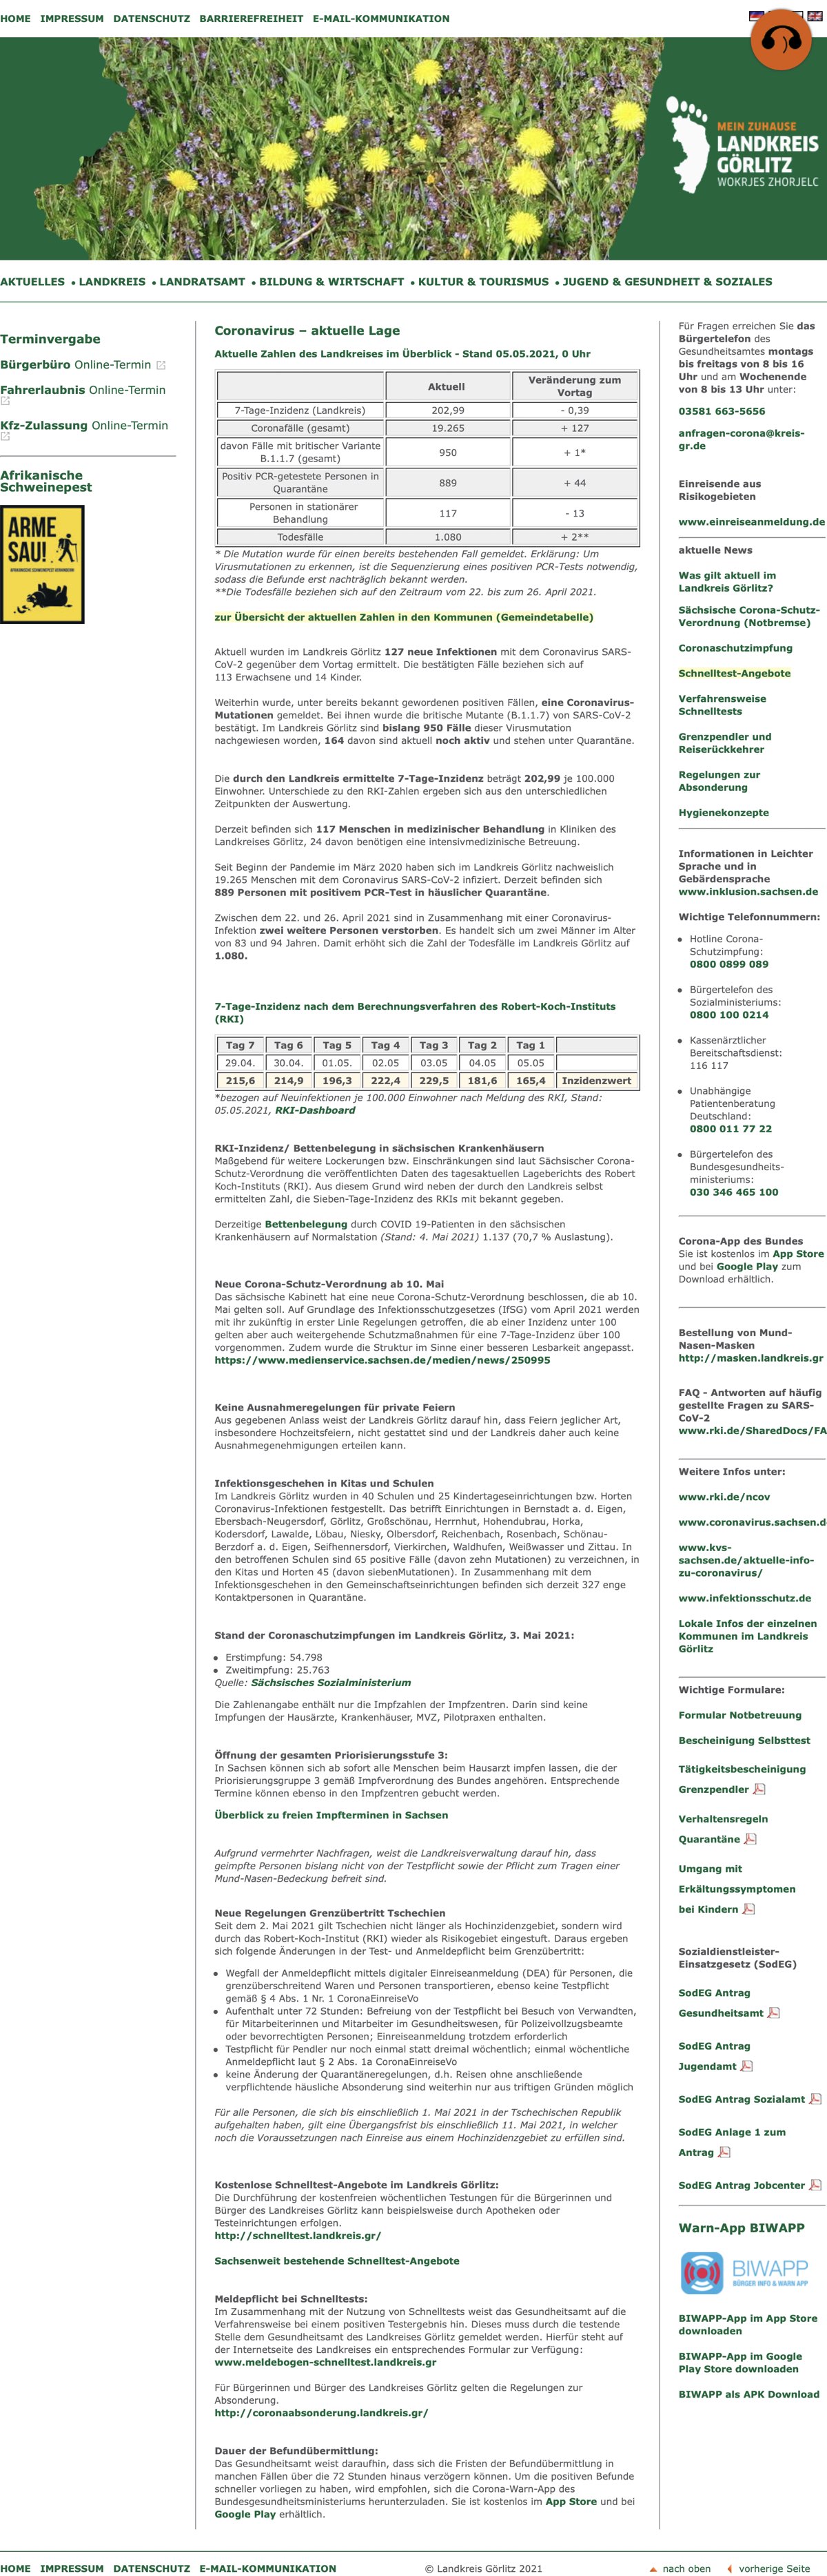 HOME IMPRESSUM DATENSCHUTZ BARRIEREFREIHEIT E-MAIL-KOMMUNIKATION
MEIN ZUHAUSE
LANDKREIS
GÖRLITZ
WOKRJES ZHORJELC
AKTUELLES • LANDKREIS • LANDRATSAMT • BILDUNG & WIRTSCHAFT • KULTUR & TOURISMUS • JUGEND & GESUNDHEIT & SOZIALES
Terminvergabe
Bürgerbüro Online-Termin
Fahrerlaubnis Online-Termin
Kfz-Zulassung Online-Termin
Afrikanische
Schweinepest
ARME
SAU!
Coronavirus – aktuelle Lage
Aktuelle Zahlen des Landkreises im Überblick - Stand 05.05.2021, 0 Uhr
Aktuell Veränderung zum
Vortag
7-Tage-Inzidenz (Landkreis) 202,99 - 0,39
Coronafälle (gesamt) 19.265 + 127
davon Fälle mit britischer Variante
B.1.1.7 (gesamt) 950 + 1*
Positiv PCR-getestete Personen in
Quarantäne 889 + 44
Personen in stationärer
Behandlung 117 - 13
Todesfälle 1.080 + 2**
* Die Mutation wurde für einen bereits bestehenden Fall gemeldet. Erklärung: Um
Virusmutationen zu erkennen, ist die Sequenzierung eines positiven PCR-Tests notwendig,
sodass die Befunde erst nachträglich bekannt werden.
**Die Todesfälle beziehen sich auf den Zeitraum vom 22. bis zum 26. April 2021.
zur Übersicht der aktuellen Zahlen in den Kommunen (Gemeindetabelle)
Aktuell wurden im Landkreis Görlitz 127 neue Infektionen mit dem Coronavirus SARS-
CoV-2 gegenüber dem Vortag ermittelt. Die bestätigten Fälle beziehen sich auf
113 Erwachsene und 14 Kinder.
Weiterhin wurde, unter bereits bekannt gewordenen positiven Fällen, eine Coronavirus-
Mutationen gemeldet. Bei ihnen wurde die britische Mutante (B.1.1.7) von SARS-CoV-2
bestätigt. Im Landkreis Görlitz sind bislang 950 Fälle dieser Virusmutation
nachgewiesen worden, 164 davon sind aktuell noch aktiv und stehen unter Quarantäne.
Die durch den Landkreis ermittelte 7-Tage-Inzidenz beträgt 202,99 je 100.000
Einwohner. Unterschiede zu den RKI-Zahlen ergeben sich aus den unterschiedlichen
Zeitpunkten der Auswertung.
Derzeit befinden sich 117 Menschen in medizinischer Behandlung in Kliniken des
Landkreises Görlitz, 24 davon benötigen eine intensivmedizinische Betreuung.
Seit Beginn der Pandemie im März 2020 haben sich im Landkreis Görlitz nachweislich
19.265 Menschen mit dem Coronavirus SARS-CoV-2 infiziert. Derzeit befinden sich
889 Personen mit positivem PCR-Test in häuslicher Quarantäne.
Zwischen dem 22. und 26. April 2021 sind in Zusammenhang mit einer Coronavirus-
Infektion zwei weitere Personen verstorben. Es handelt sich um zwei Männer im Alter
von 83 und 94 Jahren. Damit erhöht sich die Zahl der Todesfälle im Landkreis Görlitz auf
1.080.
7-Tage-Inzidenz nach dem Berechnungsverfahren des Robert-Koch-Instituts
(RKI)
Tag 7 Tag 6 Tag 5 Tag 4 Tag 3 Tag 2 Tag 1
29.04. 30.04. 01.05. 02.05 03.05 04.05 05.05
215,6 214,9 196,3 222,4 229,5 181,6 165,4 Inzidenzwert
*bezogen auf Neuinfektionen je 100.000 Einwohner nach Meldung des RKI, Stand:
05.05.2021, RKI-Dashboard
RKI-Inzidenz/ Bettenbelegung in sächsischen Krankenhäusern
Maßgebend für weitere Lockerungen bzw. Einschränkungen sind laut Sächsischer Corona-
Schutz-Verordnung die veröffentlichten Daten des tagesaktuellen Lageberichts des Robert
Koch-Instituts (RKI). Aus diesem Grund wird neben der durch den Landkreis selbst
ermittelten Zahl, die Sieben-Tage-Inzidenz des RKIs mit bekannt gegeben.
Derzeitige Bettenbelegung durch COVID 19-Patienten in den sächsischen
Krankenhäusern auf Normalstation (Stand: 4. Mai 2021) 1.137 (70,7 % Auslastung).
Neue Corona-Schutz-Verordnung ab 10. Mai
Das sächsische Kabinett hat eine neue Corona-Schutz-Verordnung beschlossen, die ab 10.
Mai gelten soll. Auf Grundlage des Infektionsschutzgesetzes (IfSG) vom April 2021 werden
mit ihr zukünftig in erster Linie Regelungen getroffen, die ab einer Inzidenz unter 100
gelten aber auch weitergehende Schutzmaßnahmen für eine 7-Tage-Inzidenz über 100
vorgenommen. Zudem wurde die Struktur im Sinne einer besseren Lesbarkeit angepasst.
https://www.medienservice.sachsen.de/medien/news/250995
Keine Ausnahmeregelungen für private Feiern
Aus gegebenen Anlass weist der Landkreis Görlitz darauf hin, dass Feiern jeglicher Art,
insbesondere Hochzeitsfeiern, nicht gestattet sind und der Landkreis daher auch keine
Ausnahmegenehmigungen erteilen kann.
Infektionsgeschehen in Kitas und Schulen
Im Landkreis Görlitz wurden in 40 Schulen und 25 Kindertageseinrichtungen bzw. Horten
Coronavirus-Infektionen festgestellt. Das betrifft Einrichtungen in Bernstadt a. d. Eigen,
Ebersbach-Neugersdorf, Görlitz, Großschönau, Herrnhut, Hohendubrau, Horka,
Kodersdorf, Lawalde, Löbau, Niesky, Olbersdorf, Reichenbach, Rosenbach, Schönau-
Berzdorf a. d. Eigen, Seifhennersdorf, Vierkirchen, Waldhufen, Weißwasser und Zittau. In
den betroffenen Schulen sind 65 positive Fälle (davon zehn Mutationen) zu verzeichnen, in
den Kitas und Horten 45 (davon siebenMutationen). In Zusammenhang mit dem
Infektionsgeschehen in den Gemeinschaftseinrichtungen befinden sich derzeit 327 enge
Kontaktpersonen in Quarantäne.
Stand der Coronaschutzimpfungen im Landkreis Görlitz, 3. Mai 2021:
• Erstimpfung: 54.798
• Zweitimpfung: 25.763
Quelle: Sächsisches Sozialministerium
Die Zahlenangabe enthält nur die Impfzahlen der Impfzentren. Darin sind keine
Impfungen der Hausärzte, Krankenhäuser, MVZ, Pilotpraxen enthalten.
Öffnung der gesamten Priorisierungsstufe 3:
In Sachsen können sich ab sofort alle Menschen beim Hausarzt impfen lassen, die der
Priorisierungsgruppe 3 gemäß Impfverordnung des Bundes angehören. Entsprechende
Termine können ebenso in den Impfzentren gebucht werden.
Überblick zu freien Impfterminen in Sachsen
Aufgrund vermehrter Nachfragen, weist die Landkreisverwaltung darauf hin, dass
geimpfte Personen bislang nicht von der Testpflicht sowie der Pflicht zum Tragen einer
Mund-Nasen-Bedeckung befreit sind.
Neue Regelungen Grenzübertritt Tschechien
Seit dem 2. Mai 2021 gilt Tschechien nicht länger als Hochinzidenzgebiet, sondern wird
durch das Robert-Koch-Institut (RKI) wieder als Risikogebiet eingestuft. Daraus ergeben
sich folgende Änderungen in der Test- und Anmeldepflicht beim Grenzübertritt:
• Wegfall der Anmeldepflicht mittels digitaler Einreiseanmeldung (DEA) für Personen, die
grenzüberschreitend Waren und Personen transportieren, ebenso keine Testpflicht
gemäß § 4 Abs. 1 Nr. 1 CoronaEinreiseVo
• Aufenthalt unter 72 Stunden: Befreiung von der Testpflicht bei Besuch von Verwandten,
für Mitarbeiterinnen und Mitarbeiter im Gesundheitswesen, für Polizeivollzugsbeamte
oder bevorrechtigten Personen; Einreiseanmeldung trotzdem erforderlich
• Testpflicht für Pendler nur noch einmal statt dreimal wöchentlich; einmal wöchentliche
Anmeldepflicht laut § 2 Abs. 1a CoronaEinreiseVo
• keine Änderung der Quarantäneregelungen, d.h. Reisen ohne anschließende
verpflichtende häusliche Absonderung sind weiterhin nur aus triftigen Gründen möglich
Für alle Personen, die sich bis einschließlich 1. Mai 2021 in der Tschechischen Republik
aufgehalten haben, gilt eine Übergangsfrist bis einschließlich 11. Mai 2021, in welcher
noch die Voraussetzungen nach Einreise aus einem Hochinzidenzgebiet zu erfüllen sind.
Kostenlose Schnelltest-Angebote im Landkreis Görlitz:
Die Durchführung der kostenfreien wöchentlichen Testungen für die Bürgerinnen und
Bürger des Landkreises Görlitz kann beispielsweise durch Apotheken oder
Testeinrichtungen erfolgen.
http://schnelltest.landkreis.gr/
Sachsenweit bestehende Schnelltest-Angebote
Meldepflicht bei Schnelltests:
Im Zusammenhang mit der Nutzung von Schnelltests weist das Gesundheitsamt auf die
Verfahrensweise bei einem positiven Testergebnis hin. Dieses muss durch die testende
Stelle dem Gesundheitsamt des Landkreises Görlitz gemeldet werden. Hierfür steht auf
der Internetseite des Landkreises ein entsprechendes Formular zur Verfügung:
www.meldebogen-schnelltest.landkreis.gr
Für Bürgerinnen und Bürger des Landkreises Görlitz gelten die Regelungen zur
Absonderung.
http://coronaabsonderung.landkreis.gr/
Dauer der Befundübermittlung:
Das Gesundheitsamt weist daraufhin, dass sich die Fristen der Befundübermittlung in
manchen Fällen über die 72 Stunden hinaus verzögern können. Um die positiven Befunde
schneller vorliegen zu haben, wird empfohlen, sich die Corona-Warn-App des
Bundesgesundheitsministeriums herunterzuladen. Sie ist kostenlos im App Store und bei
Google Play erhältlich.
Für Fragen erreichen Sie das
Bürgertelefon des
Gesundheitsamtes montags
bis freitags von 8 bis 16
Uhr und am Wochenende
von 8 bis 13 Uhr unter:
03581 663-5656
anfragen-corona@kreis-
gr.de
Einreisende aus
Risikogebieten
www.einreiseanmeldung.de
aktuelle News
Was gilt aktuell im
Landkreis Görlitz?
Sächsische Corona-Schutz-
Verordnung (Notbremse)
Coronaschutzimpfung
Schnelltest-Angebote
Verfahrensweise
Schnelltests
Grenzpendler und
Reiserückkehrer
Regelungen zur
Absonderung
Hygienekonzepte
Informationen in Leichter
Sprache und in
Gebärdensprache
www.inklusion.sachsen.de
Wichtige Telefonnummern:
• Hotline Corona-
Schutzimpfung:
0800 0899 089
• Bürgertelefon des
Sozialministeriums:
0800 100 0214
• Kassenärztlicher
Bereitschaftsdienst:
116 117
• Unabhängige
Patientenberatung
Deutschland:
0800 011 77 22
• Bürgertelefon des
Bundesgesundheits-
ministeriums:
030 346 465 100
Corona-App des Bundes
Sie ist kostenlos im App Store
und bei Google Play zum
Download erhältlich.
Bestellung von Mund-
Nasen-Masken
http://masken.landkreis.gr
FAQ - Antworten auf häufig
gestellte Fragen zu SARS-
CoV-2
www.rki.de/SharedDocs/FA
Weitere Infos unter:
www.rki.de/ncov
www.coronavirus.sachsen.d
www.kvs-
sachsen.de/aktuelle-info-
zu-coronavirus/
www.infektionsschutz.de
Lokale Infos der einzelnen
Kommunen im Landkreis
Görlitz
Wichtige Formulare:
Formular Notbetreuung
Bescheinigung Selbsttest
Tätigkeitsbescheinigung
Grenzpendler
Verhaltensregeln
Quarantäne
Umgang mit
Erkältungssymptomen
bei Kindern
Sozialdienstleister-
Einsatzgesetz (SodEG)
SodEG Antrag
Gesundheitsamt
SodEG Antrag
Jugendamt
SodEG Antrag Sozialamt
SodEG Anlage 1 zum
Antrag
SodEG Antrag Jobcenter
Warn-App BIWAPP
BIWAPP
BÜRGER INFO & WARN APP
BIWAPP-App im App Store
downloaden
BIWAPP-App im Google
Play Store downloaden
BIWAPP als APK Download
HOME IMPRESSUM DATENSCHUTZ E-MAIL-KOMMUNIKATION © Landkreis Görlitz 2021 nach oben vorherige Seite